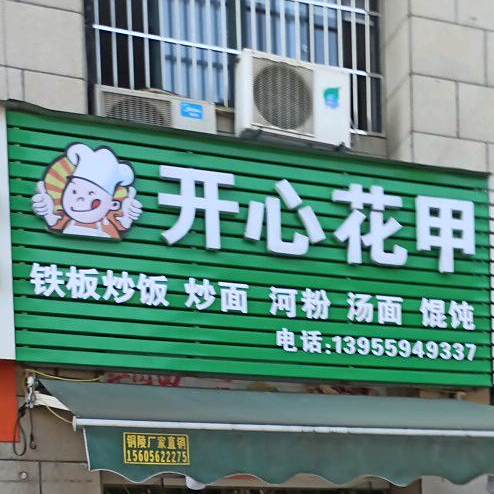 开心花甲
铁板炒饭 炒面 河粉 汤面 馄饨
电话:13955949337
铜陵厂家直销
15605622275